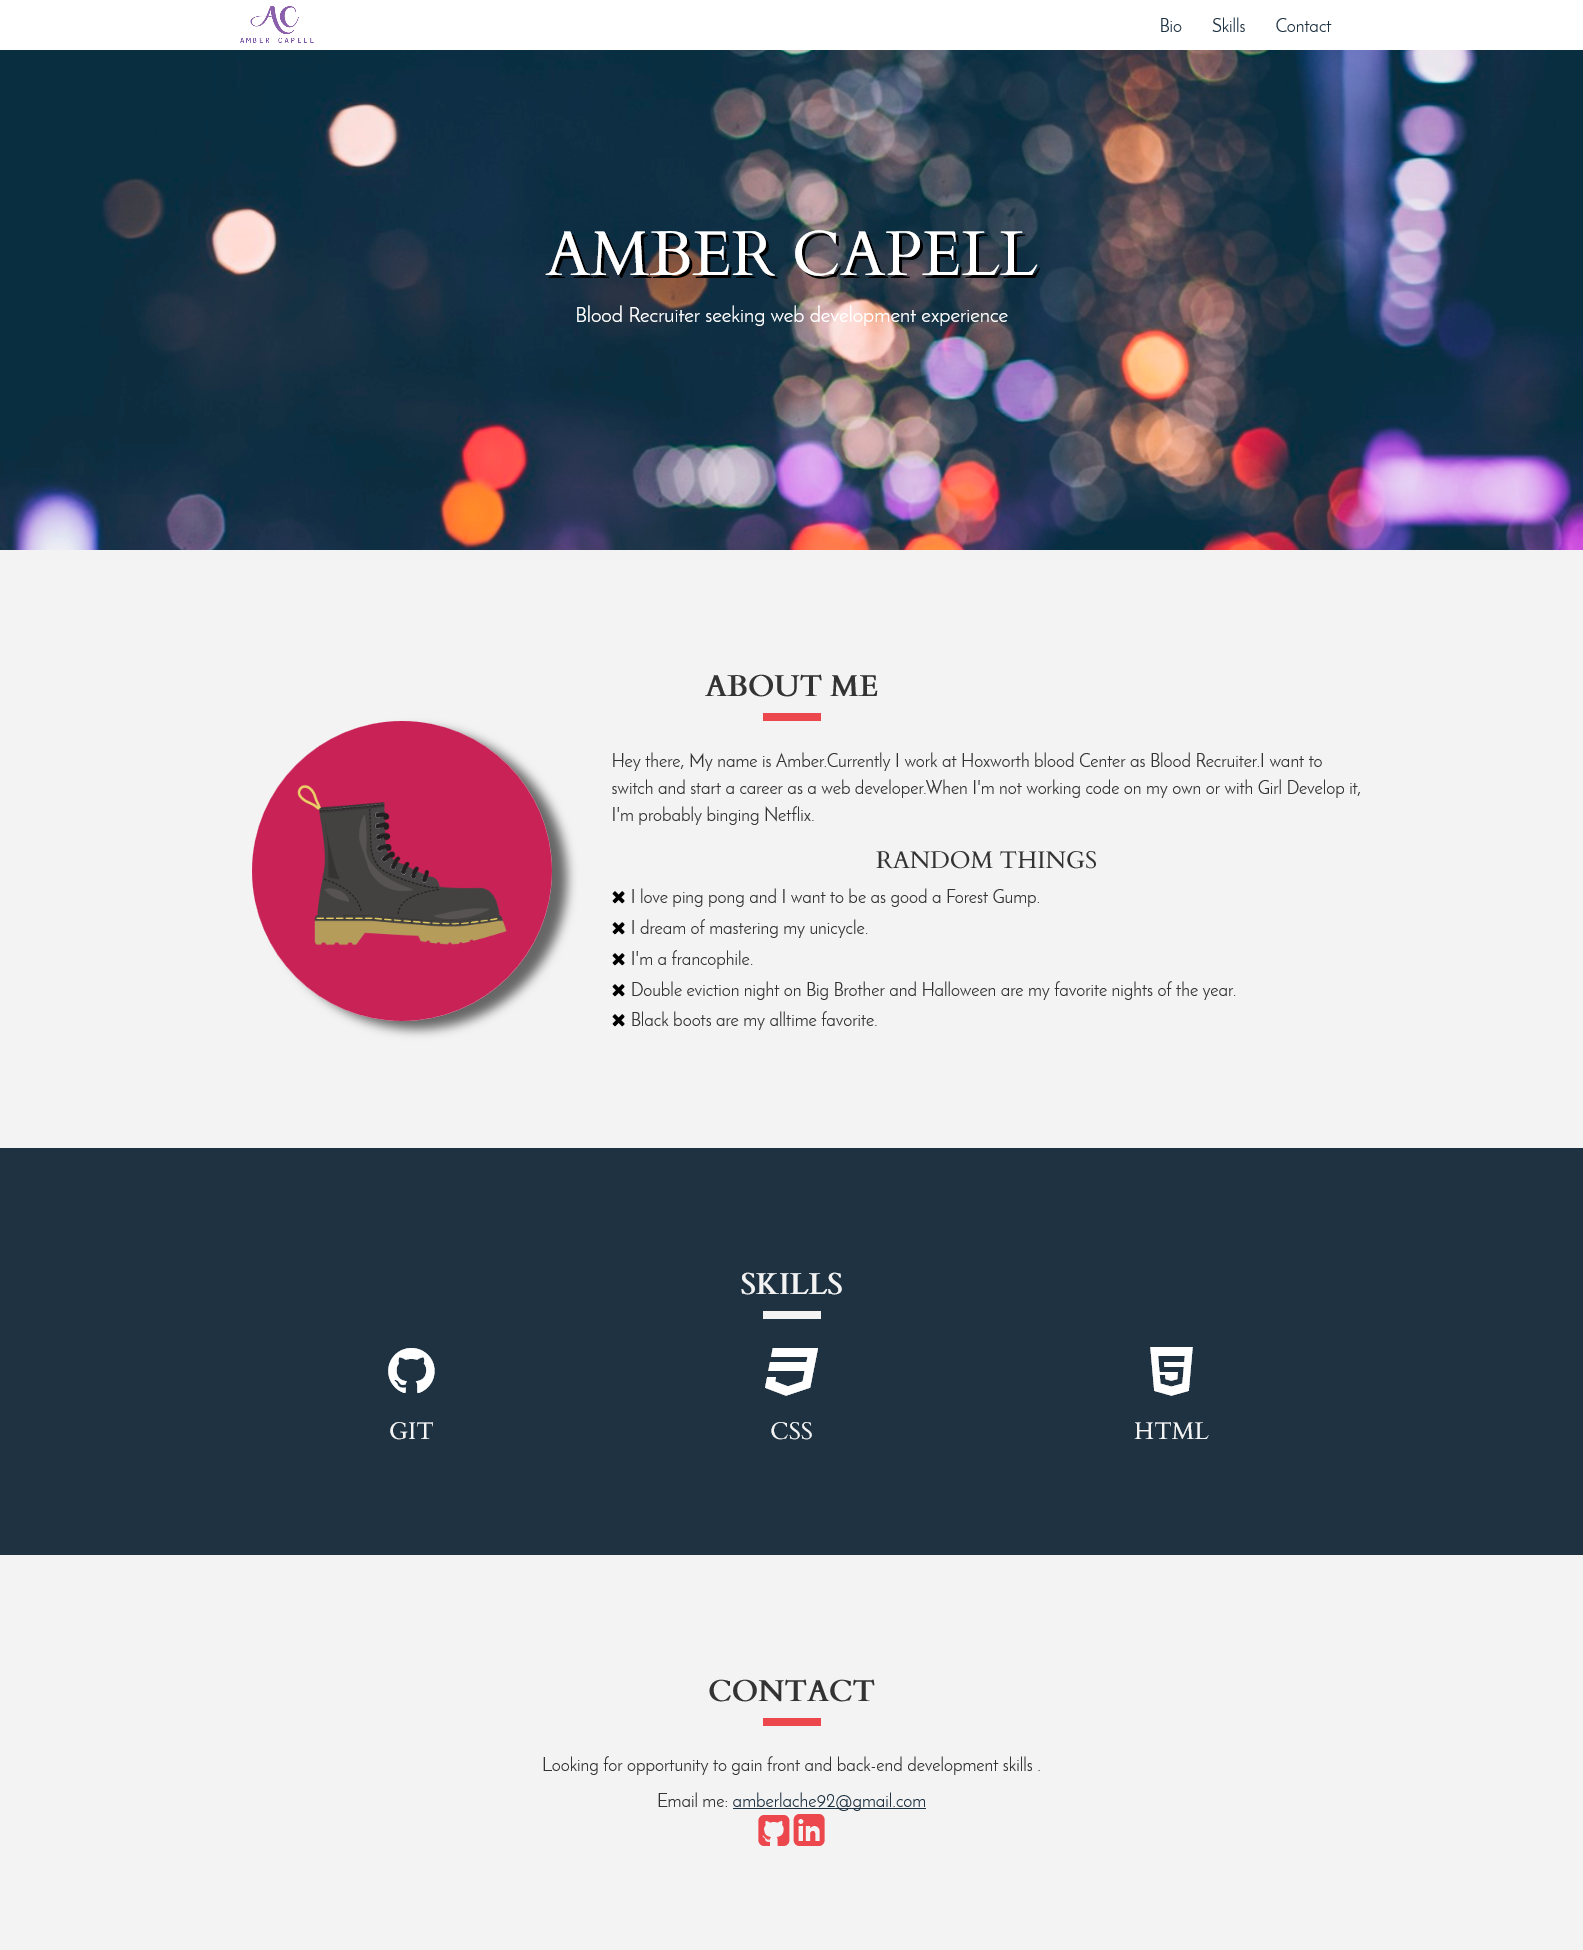 AC
AMBER CAPELL
Bio Skills Contact
AMBER CAPELL
Blood Recruiter seeking web development experience
ABOUT ME
Hey there, My name is Amber.Currently I work at Hoxworth blood Center as Blood Recruiter.I want to
switch and start a career as a web developer.When I'm not working code on my own or with Girl Develop it,
I'm probably binging Netflix.
RANDOM THINGS
✖ I love ping pong and I want to be as good a Forest Gump.
✖ I dream of mastering my unicycle.
✖ I'm a francophile.
✖ Double eviction night on Big Brother and Halloween are my favorite nights of the year.
✖ Black boots are my alltime favorite.
SKILLS
GIT CSS HTML
CONTACT
Looking for opportunity to gain front and back-end development skills .
Email me: amberlache92@gmail.com
in